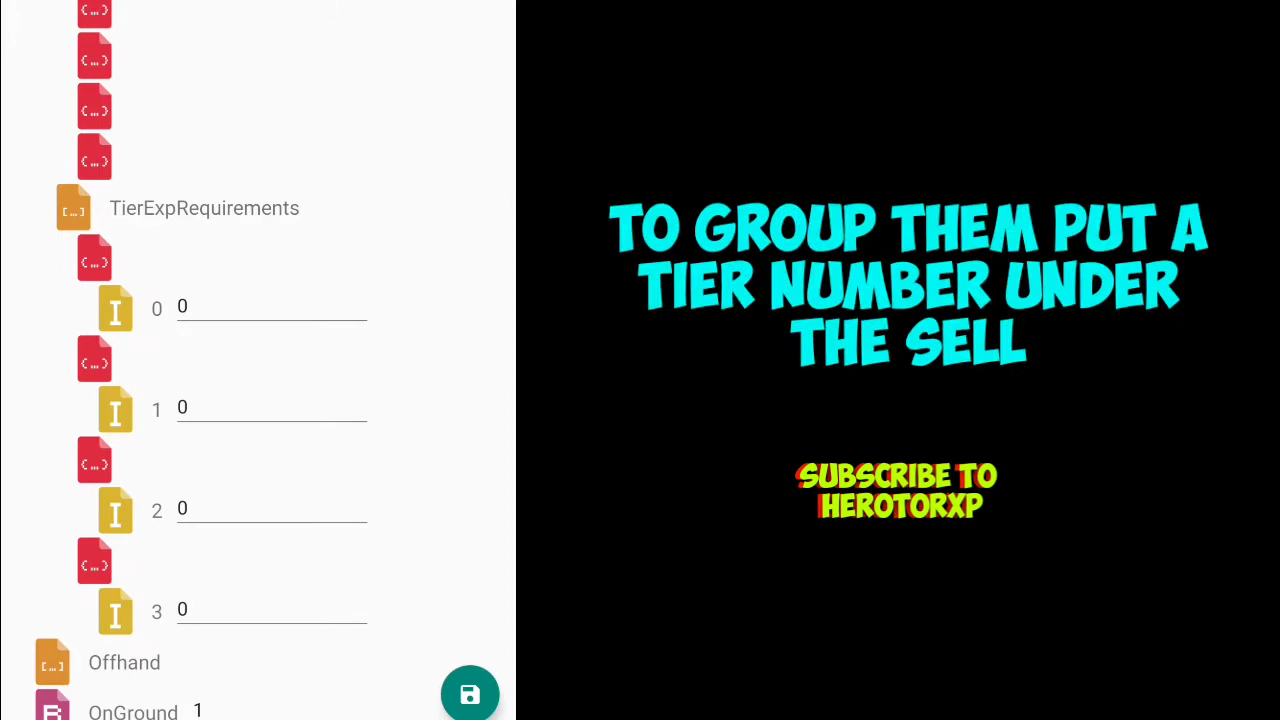 {...}
{...}
{...}
{...}
[...] TierExpRequirements
{...}
I 0 0
{...}
I 1 0
{...}
I 2 0
{...}
I 3 0
[...] Offhand
B OnGround 1
TO GROUP THEM PUT A
TIER NUMBER UNDER
THE SELL
SUBSCRIBE TO
HEROTORXP